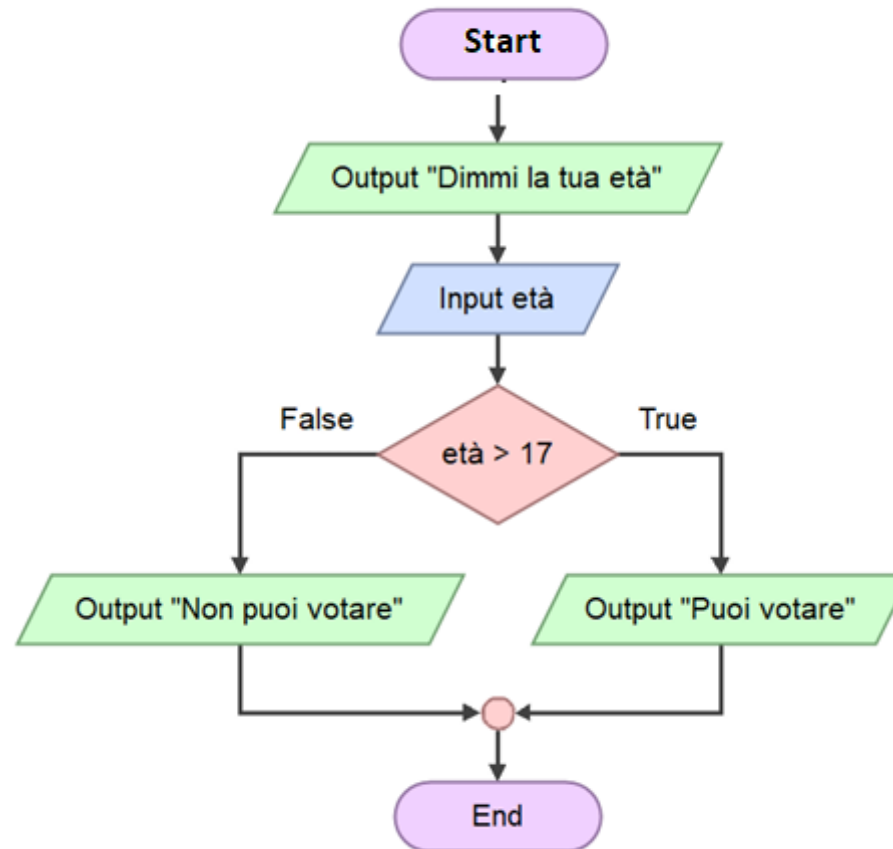 Start
Output "Dimmi la tua età"
Input età
False
True
età > 17
Output "Non puoi votare"
Output "Puoi votare"
End